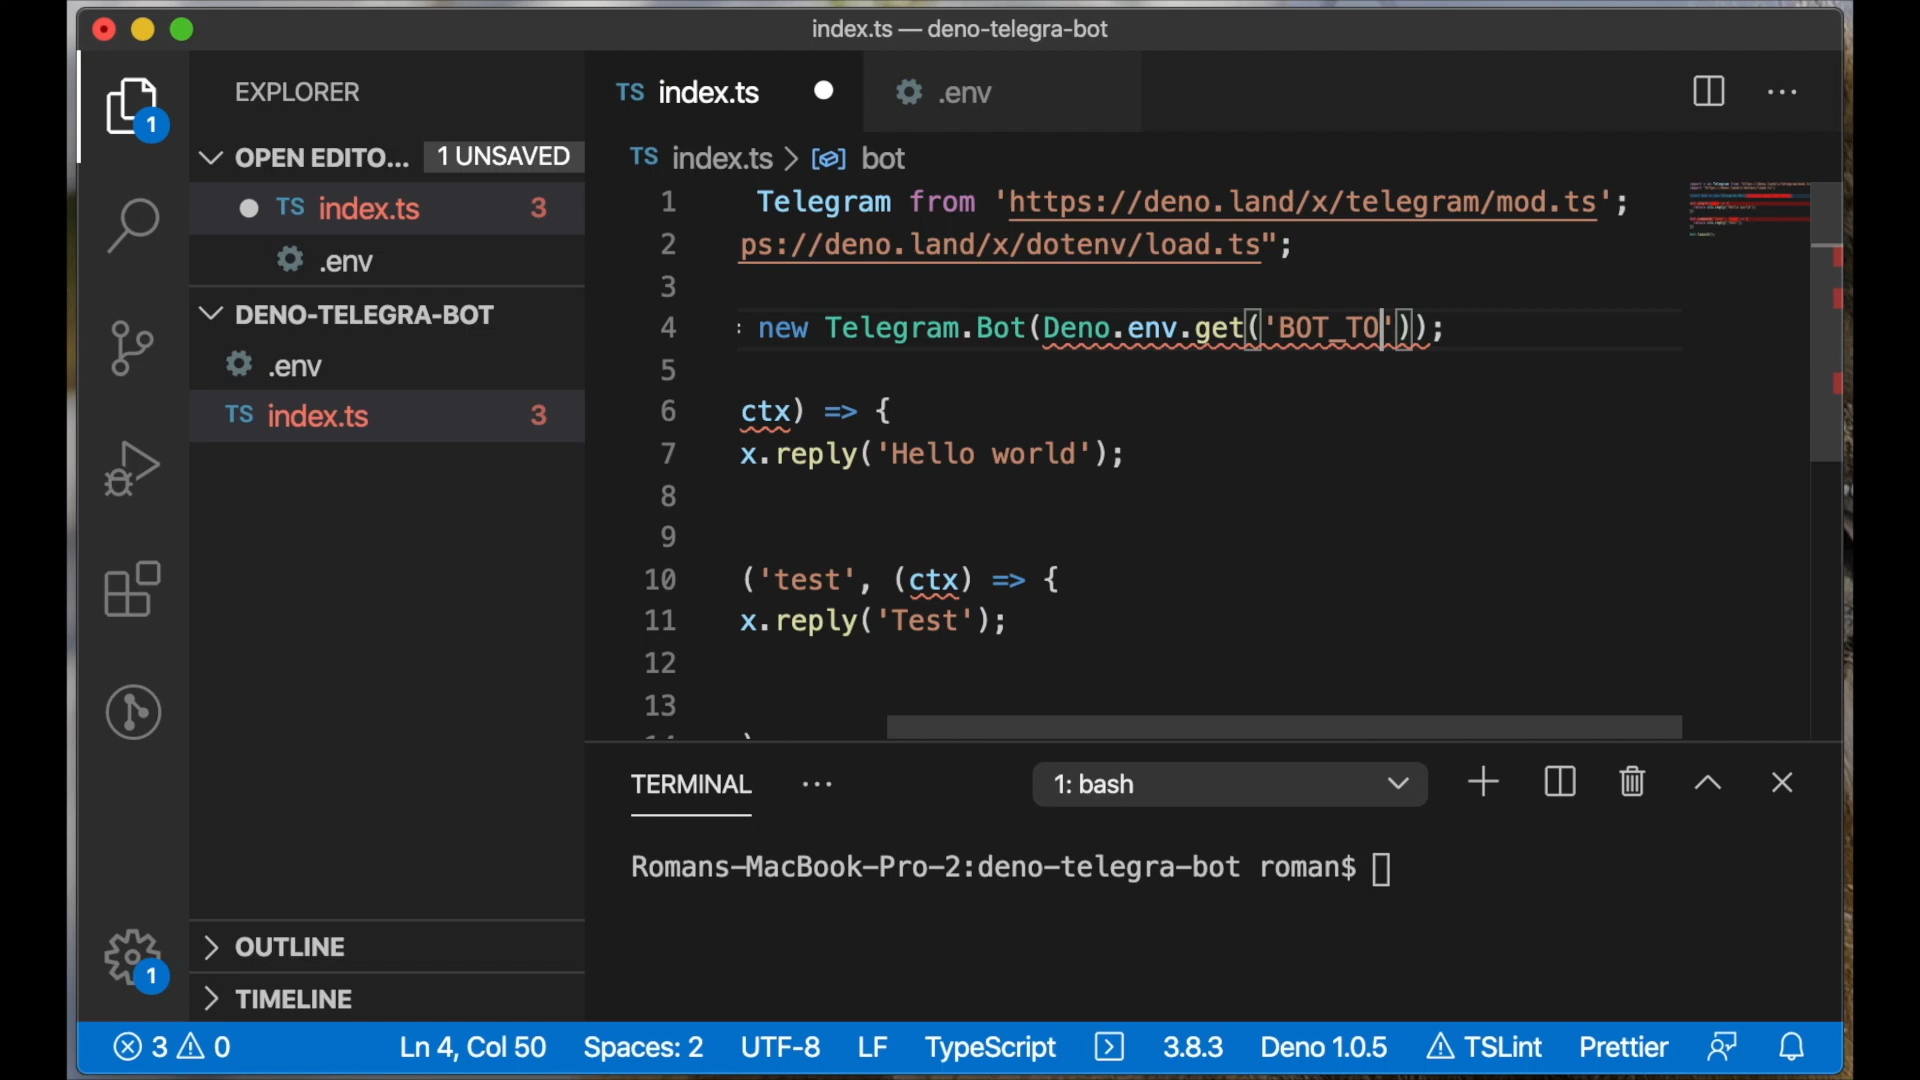 index.ts — deno-telegra-bot
EXPLORER
1
OPEN EDITO... 1 UNSAVED
TS index.ts 3
.env
DENO-TELEGRA-BOT
.env
TS index.ts 3
OUTLINE
TIMELINE
1
TS index.ts
.env
TS index.ts > bot
1 Telegram from 'https://deno.land/x/telegram/mod.ts';
2 ps://deno.land/x/dotenv/load.ts";
3
4 : new Telegram.Bot(Deno.env.get('BOT_TO'));
5
6 ctx) => {
7 x.reply('Hello world');
8
9
10 ('test', (ctx) => {
11 x.reply('Test');
12
13
TERMINAL ...
1: bash
Romans-MacBook-Pro-2:deno-telegra-bot roman$
3 0 Ln 4, Col 50 Spaces: 2 UTF-8 LF TypeScript 3.8.3 Deno 1.0.5 TSLint Prettier